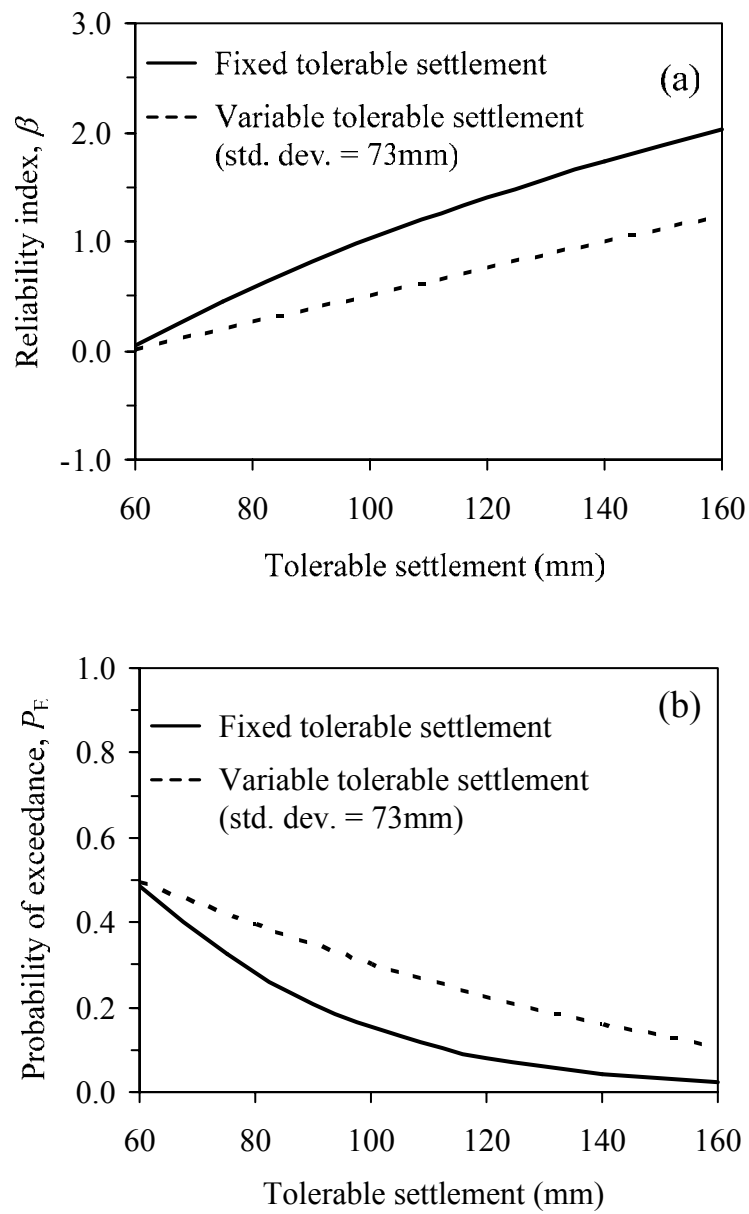 3.0
Fixed tolerable settlement
(a)
Variable tolerable settlement
(std. dev. = 73mm)
2.0
1.0
0.0
-1.0
Reliability index, β
60 80 100 120 140 160
Tolerable settlement (mm)
1.0
Fixed tolerable settlement
(b)
0.8
Variable tolerable settlement
(std. dev. = 73mm)
0.6
0.4
0.2
0.0
Probability of exceedance, PE
60 80 100 120 140 160
Tolerable settlement (mm)